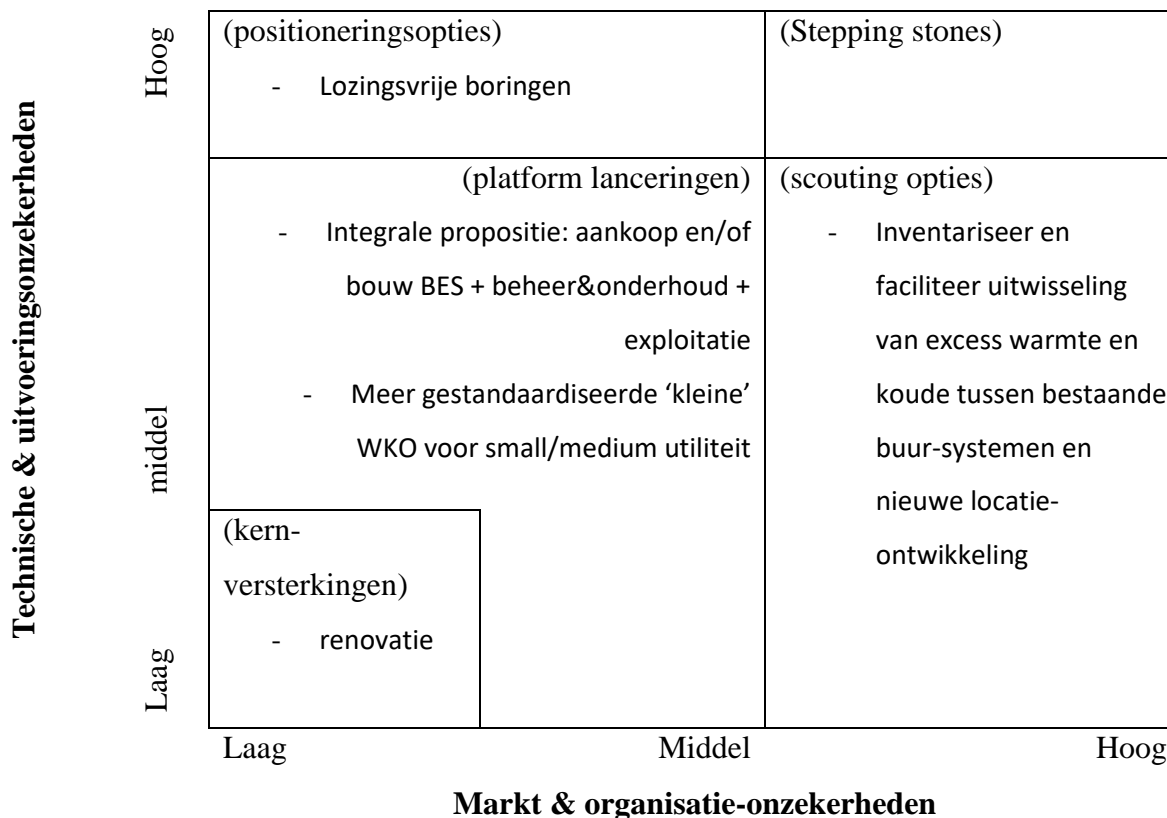 Technische & uitvoeringsonzekerheden
Hoog
middel
Laag
(positioneringsopties)
- Lozingsvrije boringen
(Stepping stones)
(platform lanceringen)
- Integrale propositie: aankoop en/of
bouw BES + beheer&onderhoud +
exploitatie
- Meer gestandaardiseerde ‘kleine’
WKO voor small/medium utiliteit
(scouting opties)
- Inventariseer en
faciliteer uitwisseling
van excess warmte en
koude tussen bestaande
buur-systemen en
nieuwe locatie-
ontwikkeling
(kern-
versterkingen)
- renovatie
Laag
Middel
Hoog
Markt & organisatie-onzekerheden